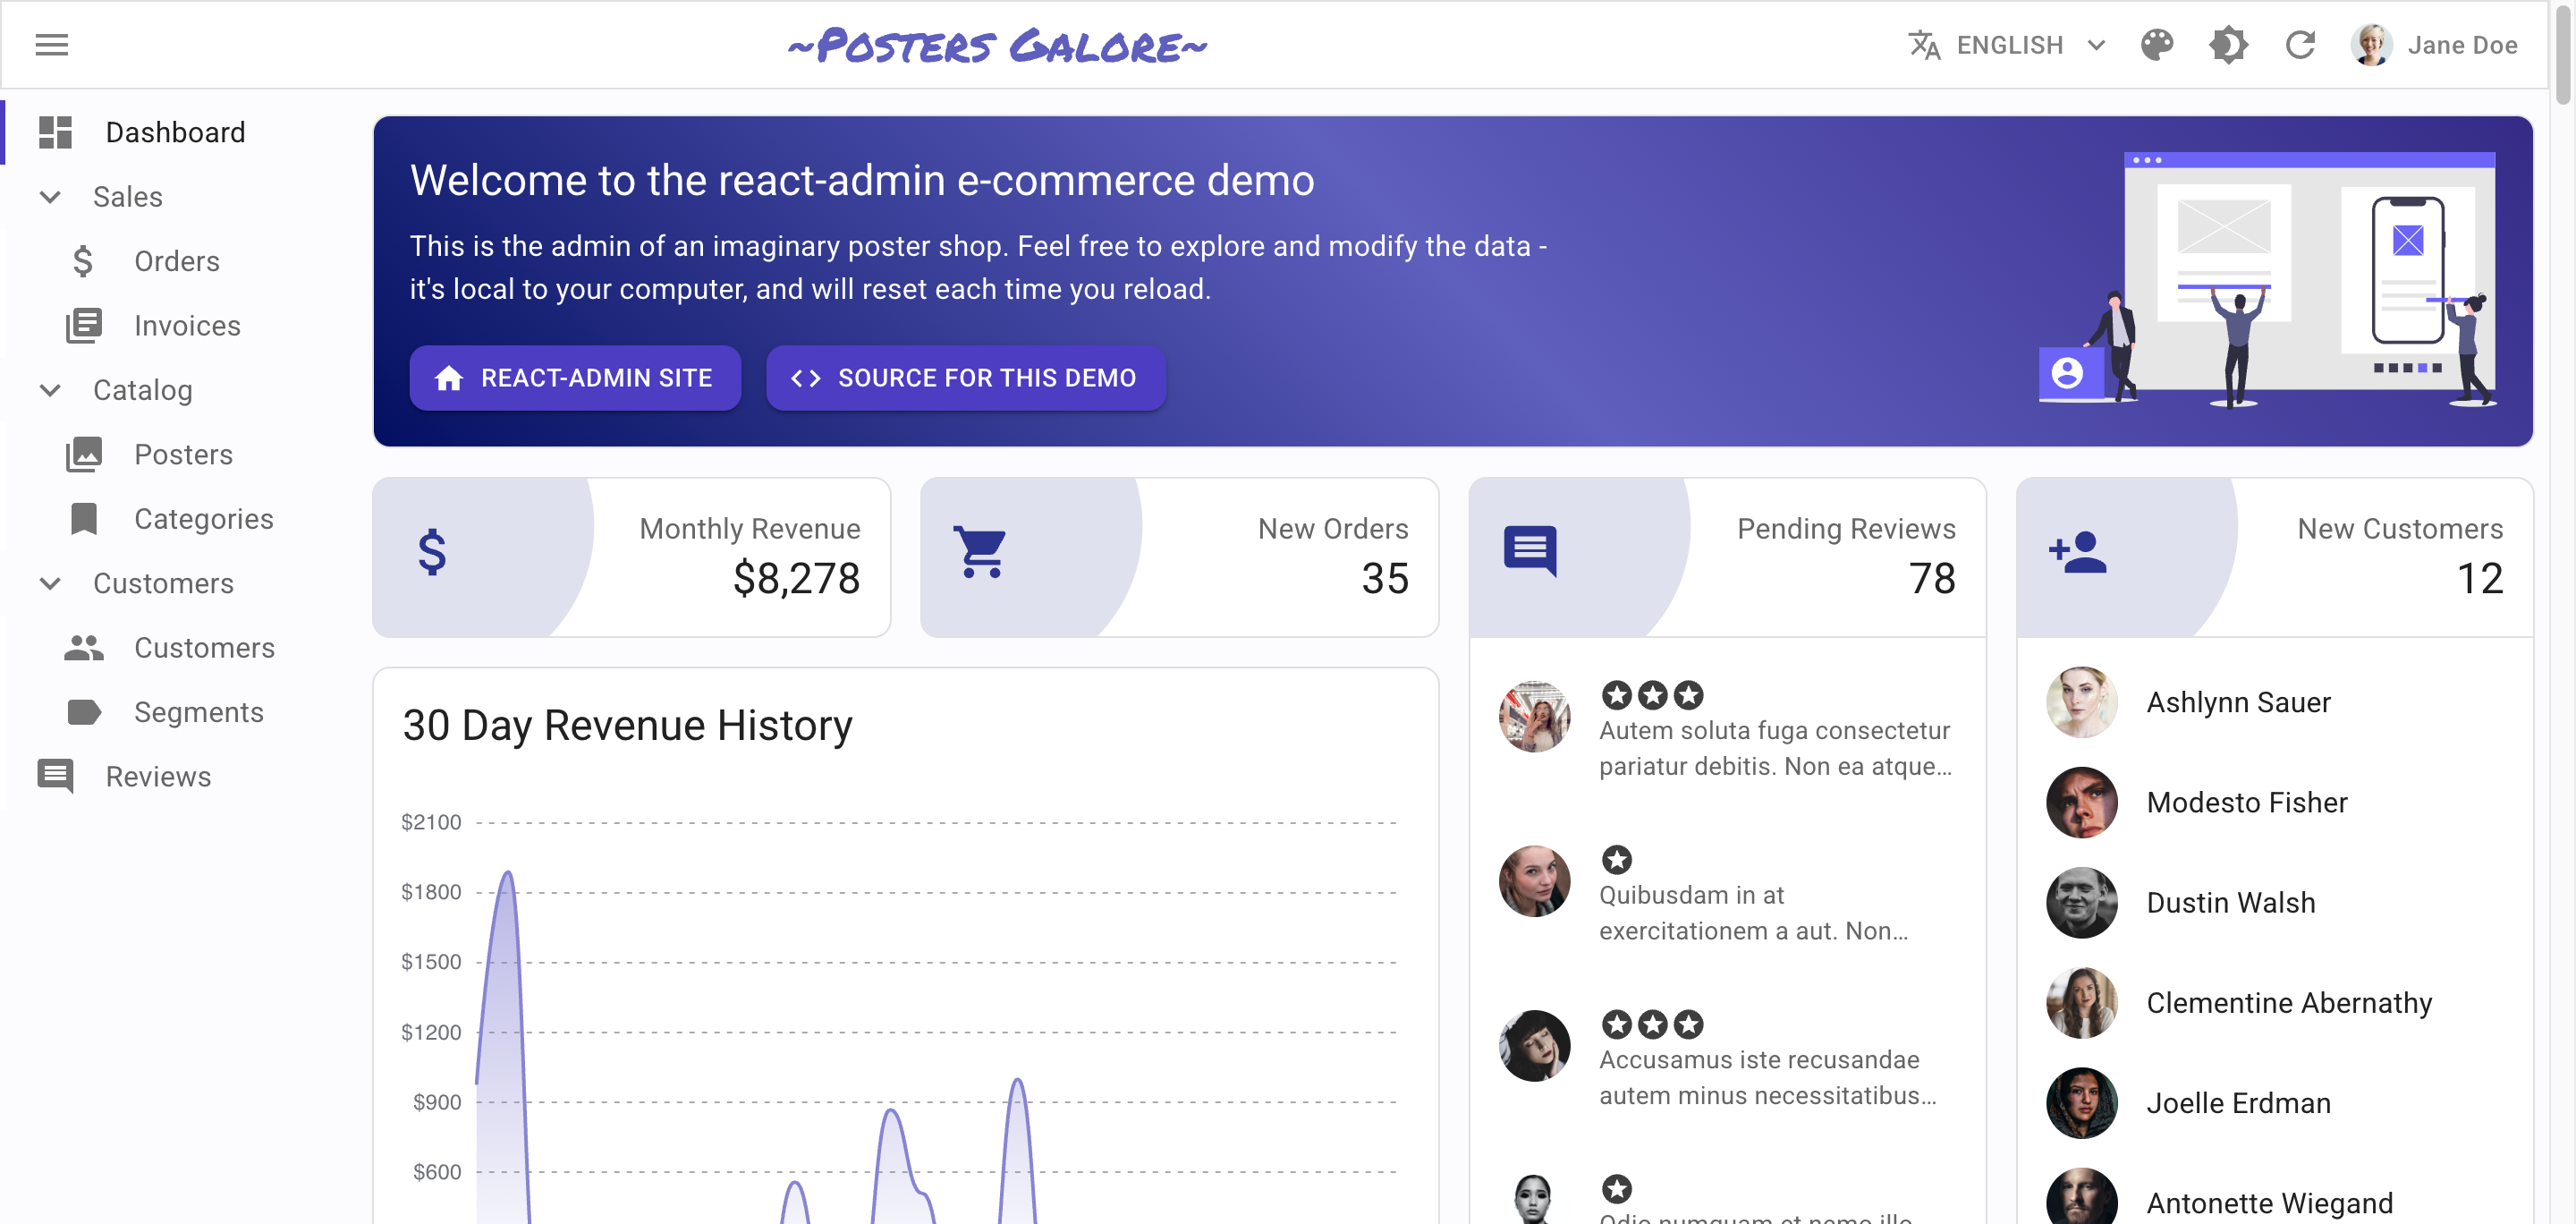 ~Posters Galore~
ENGLISH
Jane Doe
Dashboard
Sales
Orders
Invoices
Catalog
Posters
Categories
Customers
Customers
Segments
Reviews
Welcome to the react-admin e-commerce demo
This is the admin of an imaginary poster shop. Feel free to explore and modify the data -
it's local to your computer, and will reset each time you reload.
REACT-ADMIN SITE
SOURCE FOR THIS DEMO
Monthly Revenue
$8,278
New Orders
35
30 Day Revenue History
$2100
$1800
$1500
$1200
$900
$600
Pending Reviews
78
Autem soluta fuga consectetur
pariatur debitis. Non ea atque…
Quibusdam in at
exercitationem a aut. Non…
Accusamus iste recusandae
autem minus necessitatibus…
Odio numquam et nemo illo
New Customers
12
Ashlynn Sauer
Modesto Fisher
Dustin Walsh
Clementine Abernathy
Joelle Erdman
Antonette Wiegand